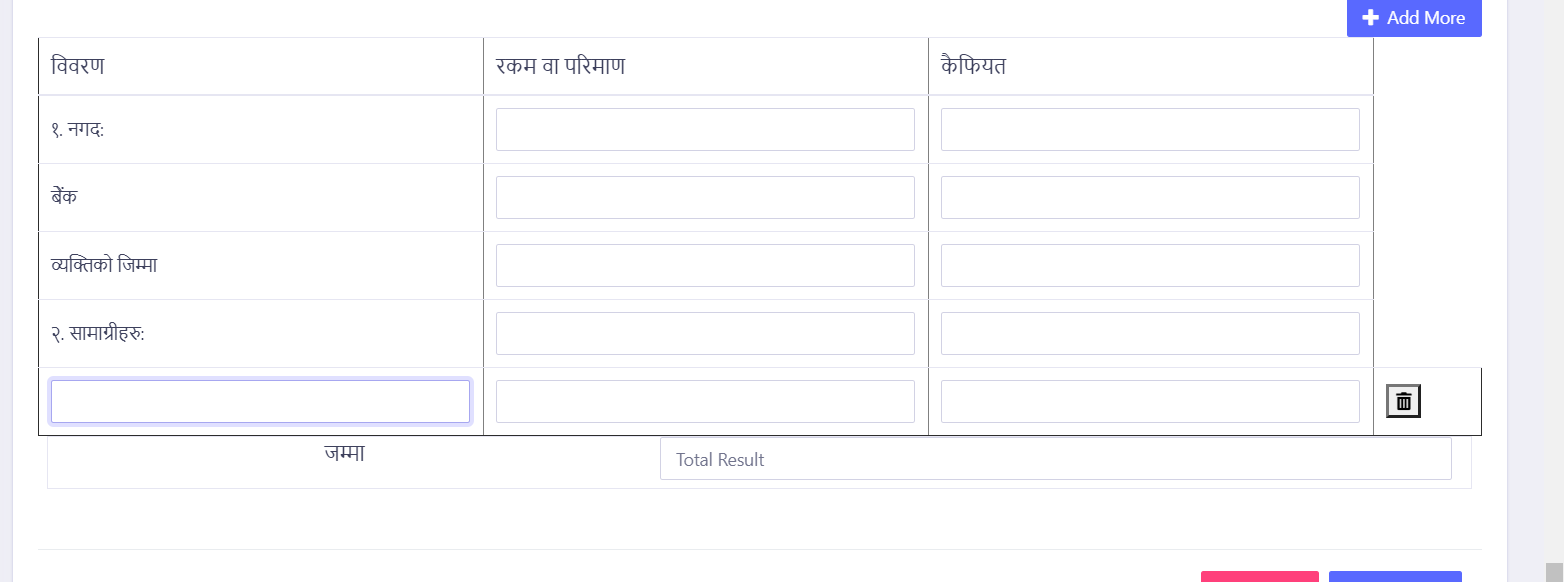 Add More
विवरण रकम वा परिमाण कैफियत
१. नगद:
बेेंक
व्यक्तिको जिम्मा
२. सामाग्रीहरु:
जम्मा Total Result